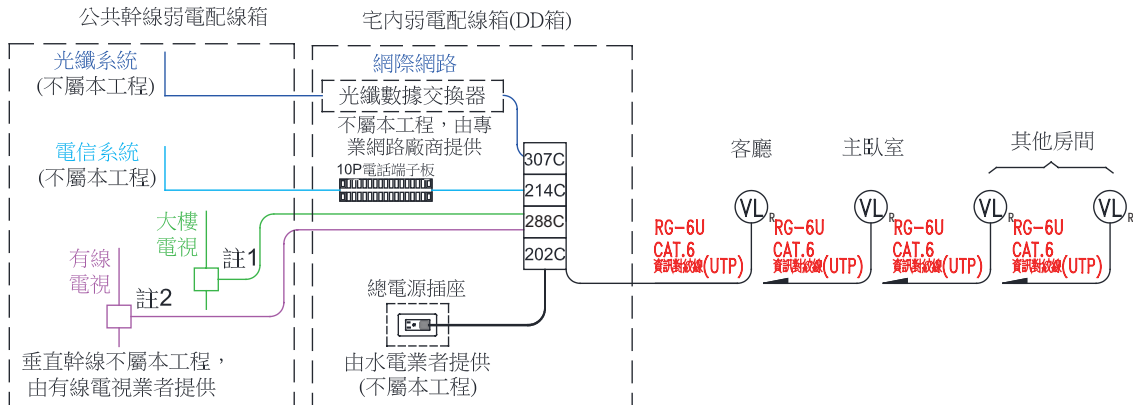 公共幹線弱電配線箱
宅內弱電配線箱(DD箱)
光纖系統
(不屬本工程)
網際網路
光纖數據交換器
不屬本工程，由專
業網路廠商提供
電信系統
(不屬本工程)
10P電話端子板
307C
214C
288C
202C
大樓
電視
註1
有線
電視
註2
總電源插座
由水電業者提供
(不屬本工程)
垂直幹線不屬本工程，
由有線電視業者提供
客廳
主臥室
其他房間
VL R
VL R
VL R
VL R
RG-6U
CAT.6
資訊對絞線(UTP)
RG-6U
CAT.6
資訊對絞線(UTP)
RG-6U
CAT.6
資訊對絞線(UTP)
RG-6U
CAT.6
資訊對絞線(UTP)